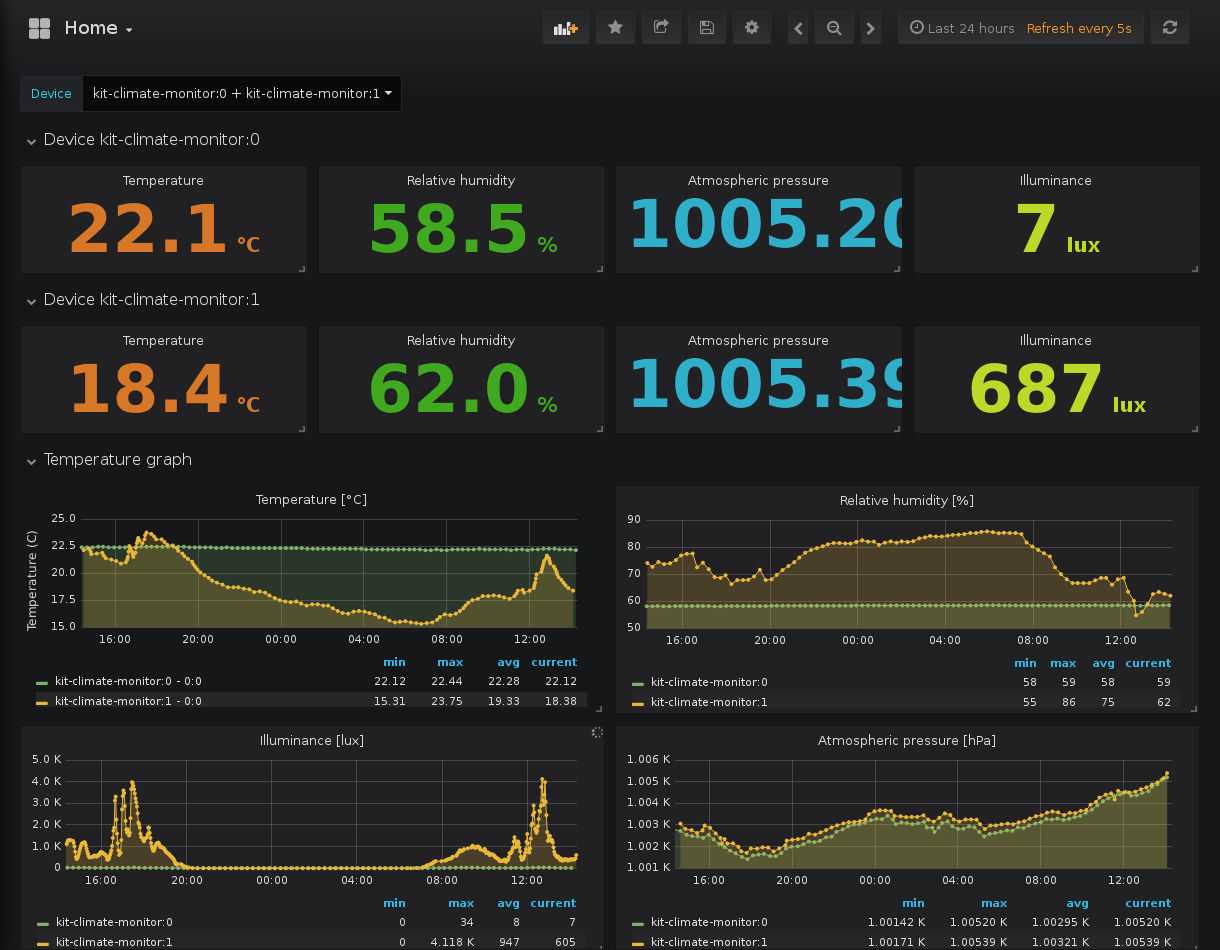 Home
Last 24 hours Refresh every 5s
Device kit-climate-monitor:0 + kit-climate-monitor:1
Device kit-climate-monitor:0
Temperature Relative humidity Atmospheric pressure Illuminance
22.1 °C 58.5 % 1005.20 7 lux
Device kit-climate-monitor:1
Temperature Relative humidity Atmospheric pressure Illuminance
18.4 °C 62.0 % 1005.39 687 lux
Temperature graph
Temperature [°C]
Temperature (C)
25.0
22.5
20.0
17.5
15.0
16:00 20:00 00:00 04:00 08:00 12:00
min max avg current
kit-climate-monitor:0 - 0:0 22.12 22.44 22.28 22.12
kit-climate-monitor:1 - 0:0 15.31 23.75 19.33 18.38
Relative humidity [%]
90
80
70
60
50
16:00 20:00 00:00 04:00 08:00 12:00
min max avg current
kit-climate-monitor:0 58 59 58 59
kit-climate-monitor:1 55 86 75 62
Illuminance [lux]
5.0 K
4.0 K
3.0 K
2.0 K
1.0 K
0
16:00 20:00 00:00 04:00 08:00 12:00
min max avg current
kit-climate-monitor:0 0 34 8 7
kit-climate-monitor:1 0 4.118 K 947 605
Atmospheric pressure [hPa]
1.006 K
1.005 K
1.004 K
1.003 K
1.002 K
1.001 K
16:00 20:00 00:00 04:00 08:00 12:00
min max avg current
kit-climate-monitor:0 1.00142 K 1.00520 K 1.00295 K 1.00520 K
kit-climate-monitor:1 1.00171 K 1.00539 K 1.00321 K 1.00539 K